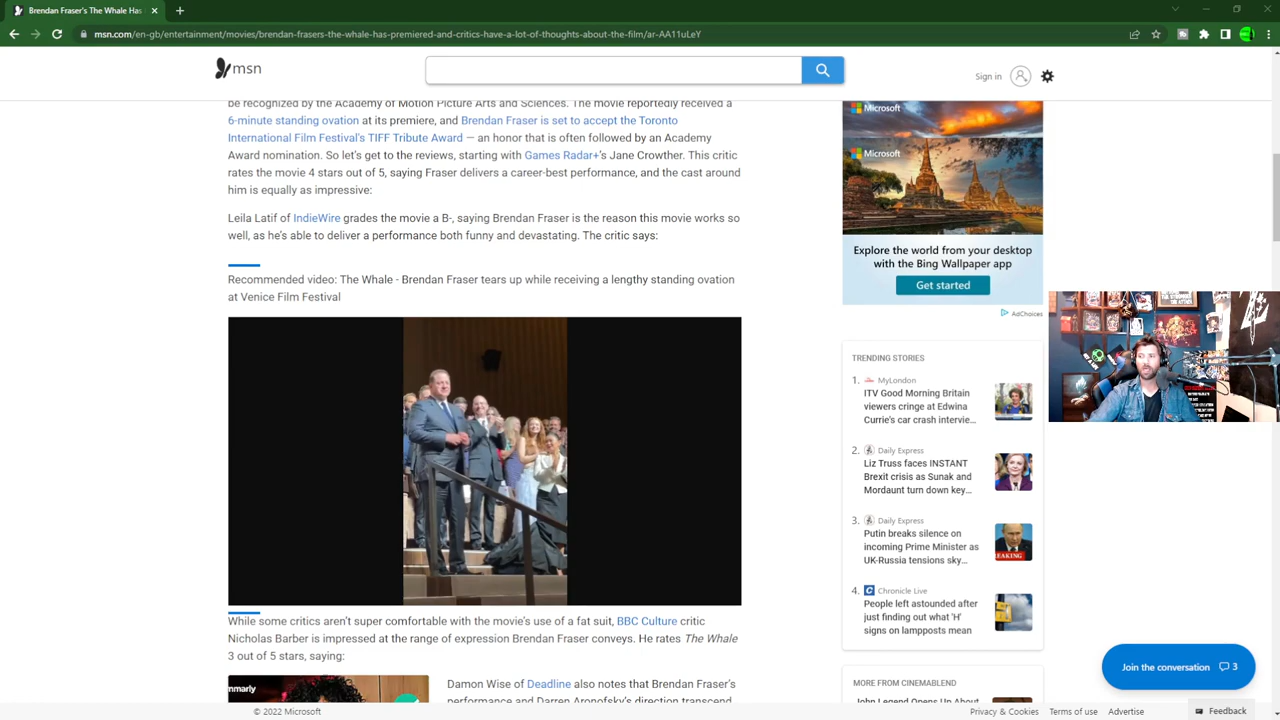 Brendan Fraser's The Whale Has
msn.com/en-gb/entertainment/movies/brendan-frasers-the-whale-has-premiered-and-critics-have-a-lot-of-thoughts-about-the-film/ar-AA11uLeY
msn
Sign in
be recognized by the Academy of Motion Picture Arts and Sciences. The movie reportedly received a
6-minute standing ovation at its premiere, and Brendan Fraser is set to accept the Toronto
International Film Festival's TIFF Tribute Award — an honor that is often followed by an Academy
Award nomination. So let's get to the reviews, starting with Games Radar+'s Jane Crowther. This critic
rates the movie 4 stars out of 5, saying Fraser delivers a career-best performance, and the cast around
him is equally as impressive:
Leila Latif of IndieWire grades the movie a B-, saying Brendan Fraser is the reason this movie works so
well, as he's able to deliver a performance both funny and devastating. The critic says:
Recommended video: The Whale - Brendan Fraser tears up while receiving a lengthy standing ovation
at Venice Film Festival
While some critics aren't super comfortable with the movie's use of a fat suit, BBC Culture critic
Nicholas Barber is impressed at the range of expression Brendan Fraser conveys. He rates The Whale
3 out of 5 stars, saying:
mmarly
Damon Wise of Deadline also notes that Brendan Fraser's
performance and Darren Aronofsky's direction transcend
Microsoft
Microsoft
Explore the world from your desktop
with the Bing Wallpaper app
Get started
AdChoices
TRENDING STORIES
1. MyLondon
ITV Good Morning Britain
viewers cringe at Edwina
Currie's car crash intervie...
2. Daily Express
Liz Truss faces INSTANT
Brexit crisis as Sunak and
Mordaunt turn down key...
3. Daily Express
Putin breaks silence on
incoming Prime Minister as
UK-Russia tensions sky...
REAKING
4. Chronicle Live
People left astounded after
just finding out what 'H'
signs on lampposts mean
MORE FROM CINEMABLEND
John Legend Opens Up About
Join the conversation 3
© 2022 Microsoft
Privacy & Cookies
Terms of use
Advertise
Feedback